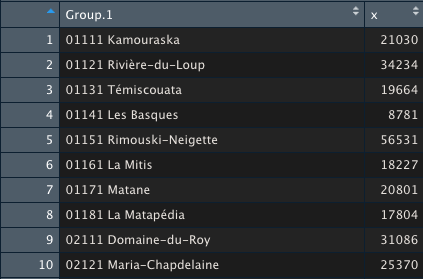 Group.1 x
1 01111 Kamouraska 21030
2 01121 Rivière-du-Loup 34234
3 01131 Témiscouata 19664
4 01141 Les Basques 8781
5 01151 Rimouski-Neigette 56531
6 01161 La Mitis 18227
7 01171 Matane 20801
8 01181 La Matapédia 17804
9 02111 Domaine-du-Roy 31086
10 02121 Maria-Chapdelaine 25370